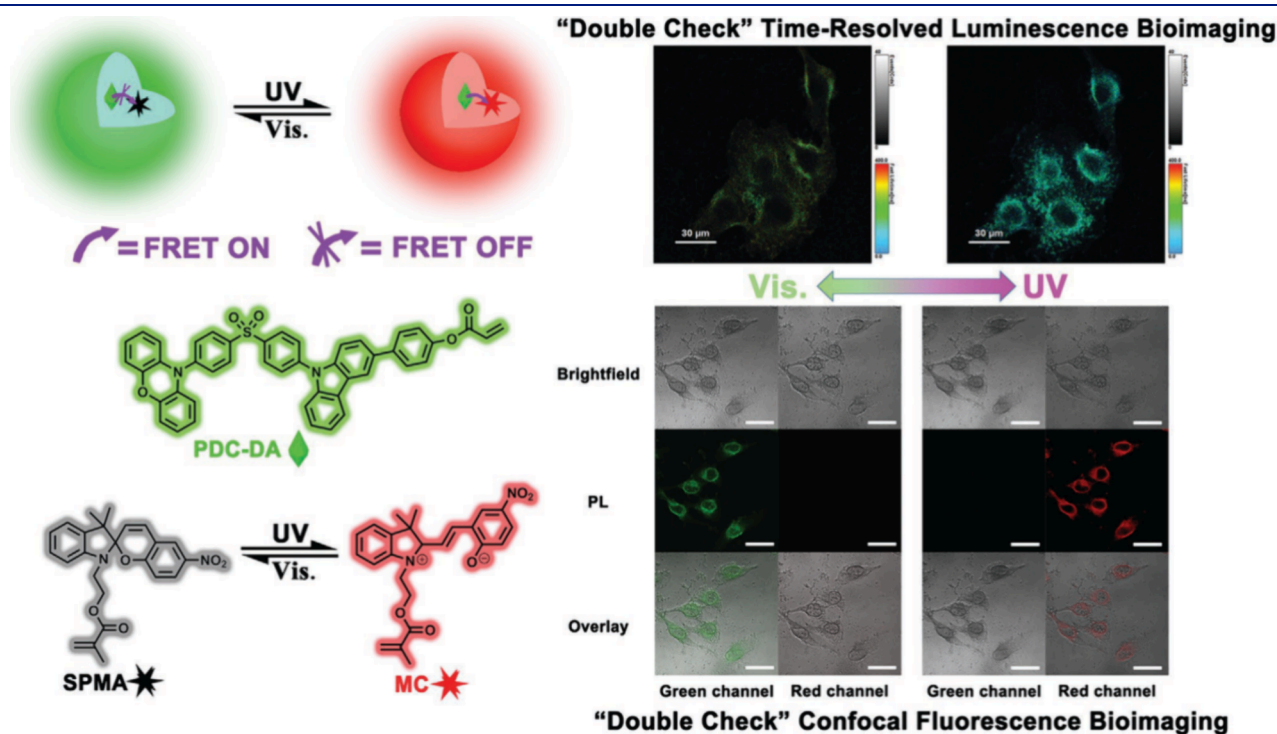 “Double Check” Time-Resolved Luminescence Bioimaging
UV
Vis.
= FRET ON
= FRET OFF
30 µm
30 µm
Vis.
UV
O
O
S
N
O
N
O
O
PDC-DA
UV
Vis.
N
O
NO2
O
O
SPMA
NO2
N
⊕
O
⊖
O
O
MC
Brightfield
PL
Overlay
Green channel
Red channel
Green channel
Red channel
“Double Check” Confocal Fluorescence Bioimaging